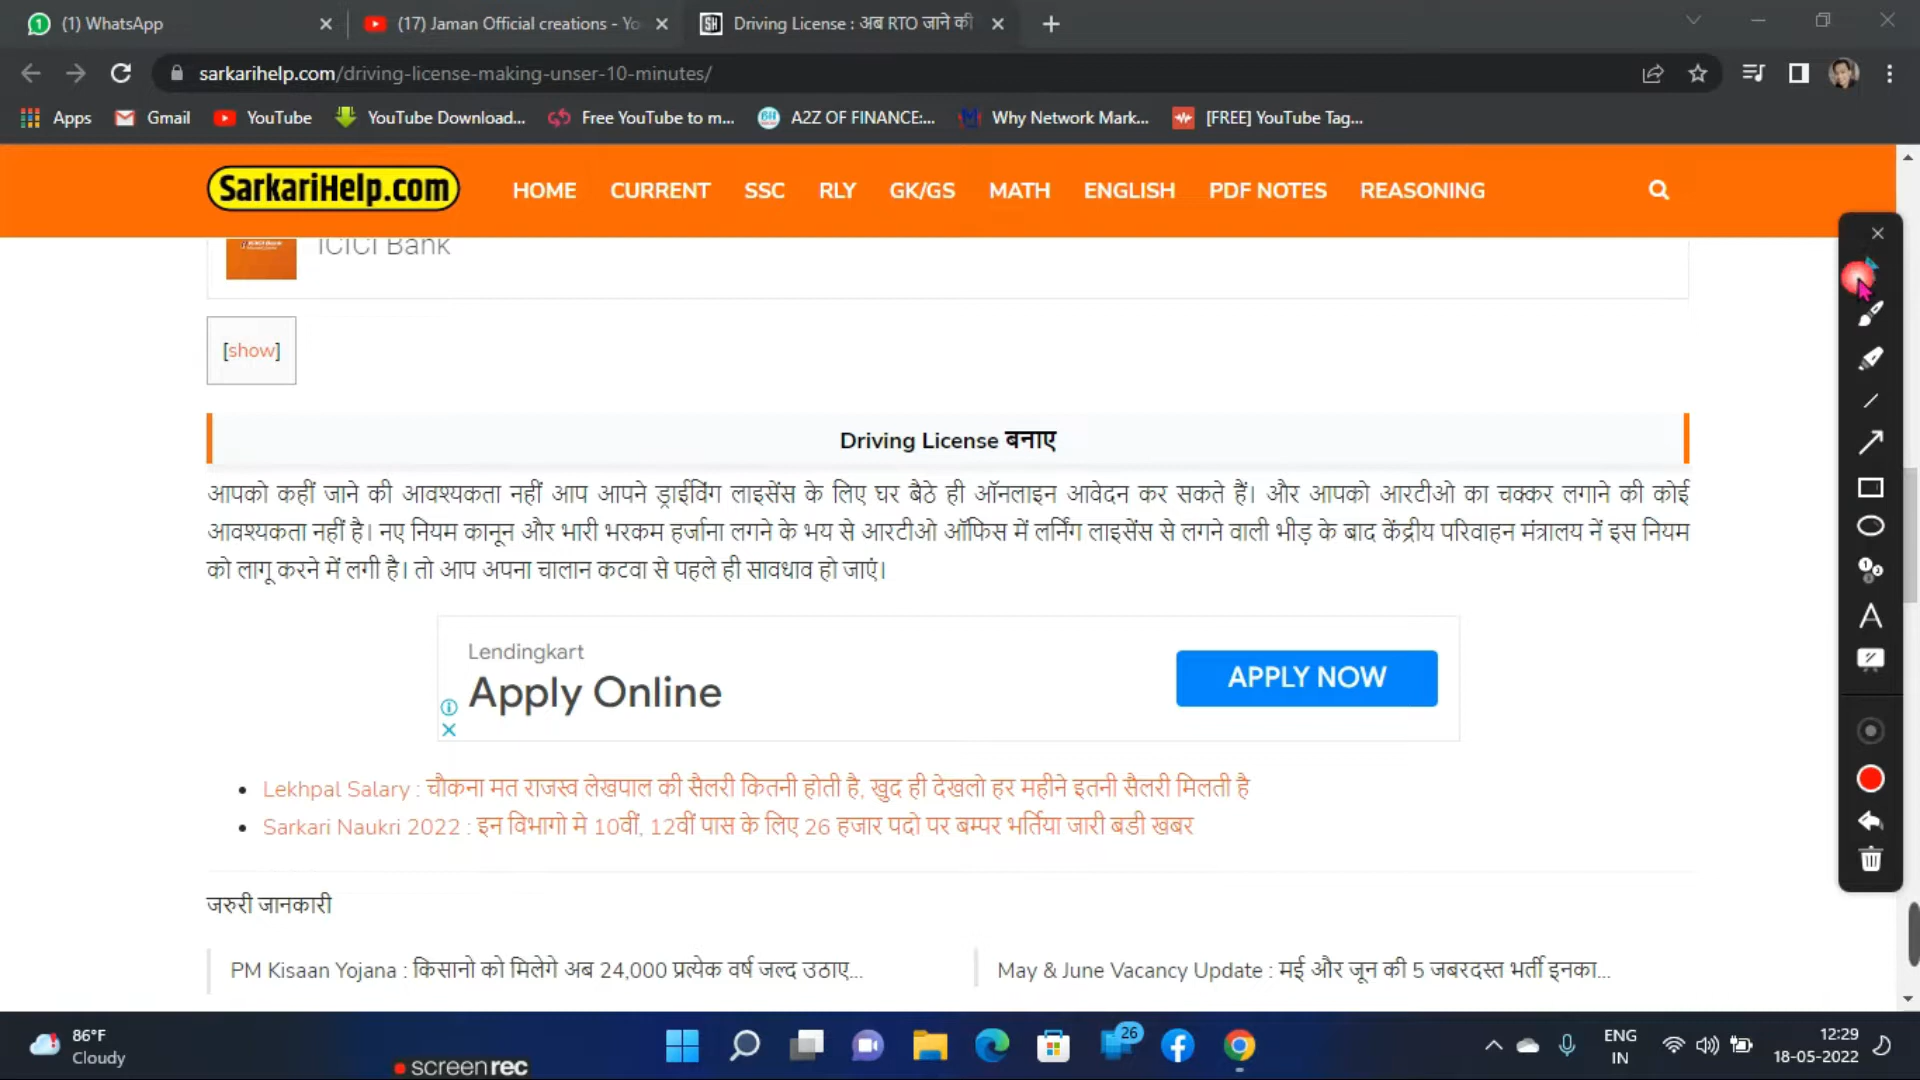 (1) WhatsApp
(17) Jaman Official creations - Yo
Driving License : अब RTO जाने की
sarkarihelp.com/driving-license-making-unser-10-minutes/
Apps
Gmail
YouTube
YouTube Download...
Free YouTube to m...
A2Z OF FINANCE:...
Why Network Mark...
[FREE] YouTube Tag...
SarkariHelp.com
HOME
CURRENT
SSC
RLY
GK/GS
MATH
ENGLISH
PDF NOTES
REASONING
ICICI Bank
[show]
Driving License बनाए
आपको कहीं जाने की आवश्यकता नहीं आप आपने ड्राईविंग लाइसेंस के लिए घर बैठे ही ऑनलाइन आवेदन कर सकते हैं। और आपको आरटीओ का चक्कर लगाने की कोई
आवश्यकता नहीं है। नए नियम कानून और भारी भरकम हर्जाना लगने के भय से आरटीओ ऑफिस में लर्निंग लाइसेंस से लगने वाली भीड़ के बाद केंद्रीय परिवाहन मंत्रालय नें इस नियम
को लागू करने में लगी है। तो आप अपना चालान कटवा से पहले ही सावधाव हो जाएं।
Lendingkart
Apply Online
APPLY NOW
Lekhpal Salary : चौकना मत राजस्व लेखपाल की सैलरी कितनी होती है, खुद ही देखलो हर महीने इतनी सैलरी मिलती है
Sarkari Naukri 2022 : इन विभागो मे 10वीं, 12वीं पास के लिए 26 हजार पदो पर बम्पर भर्तिया जारी बडी खबर
जरुरी जानकारी
PM Kisaan Yojana : किसानो को मिलेगे अब 24,000 प्रत्येक वर्ष जल्द उठाए...
May & June Vacancy Update : मई और जून की 5 जबरदस्त भर्ती इनका...
86°F
Cloudy
screenrec
26
ENG
IN
12:29
18-05-2022